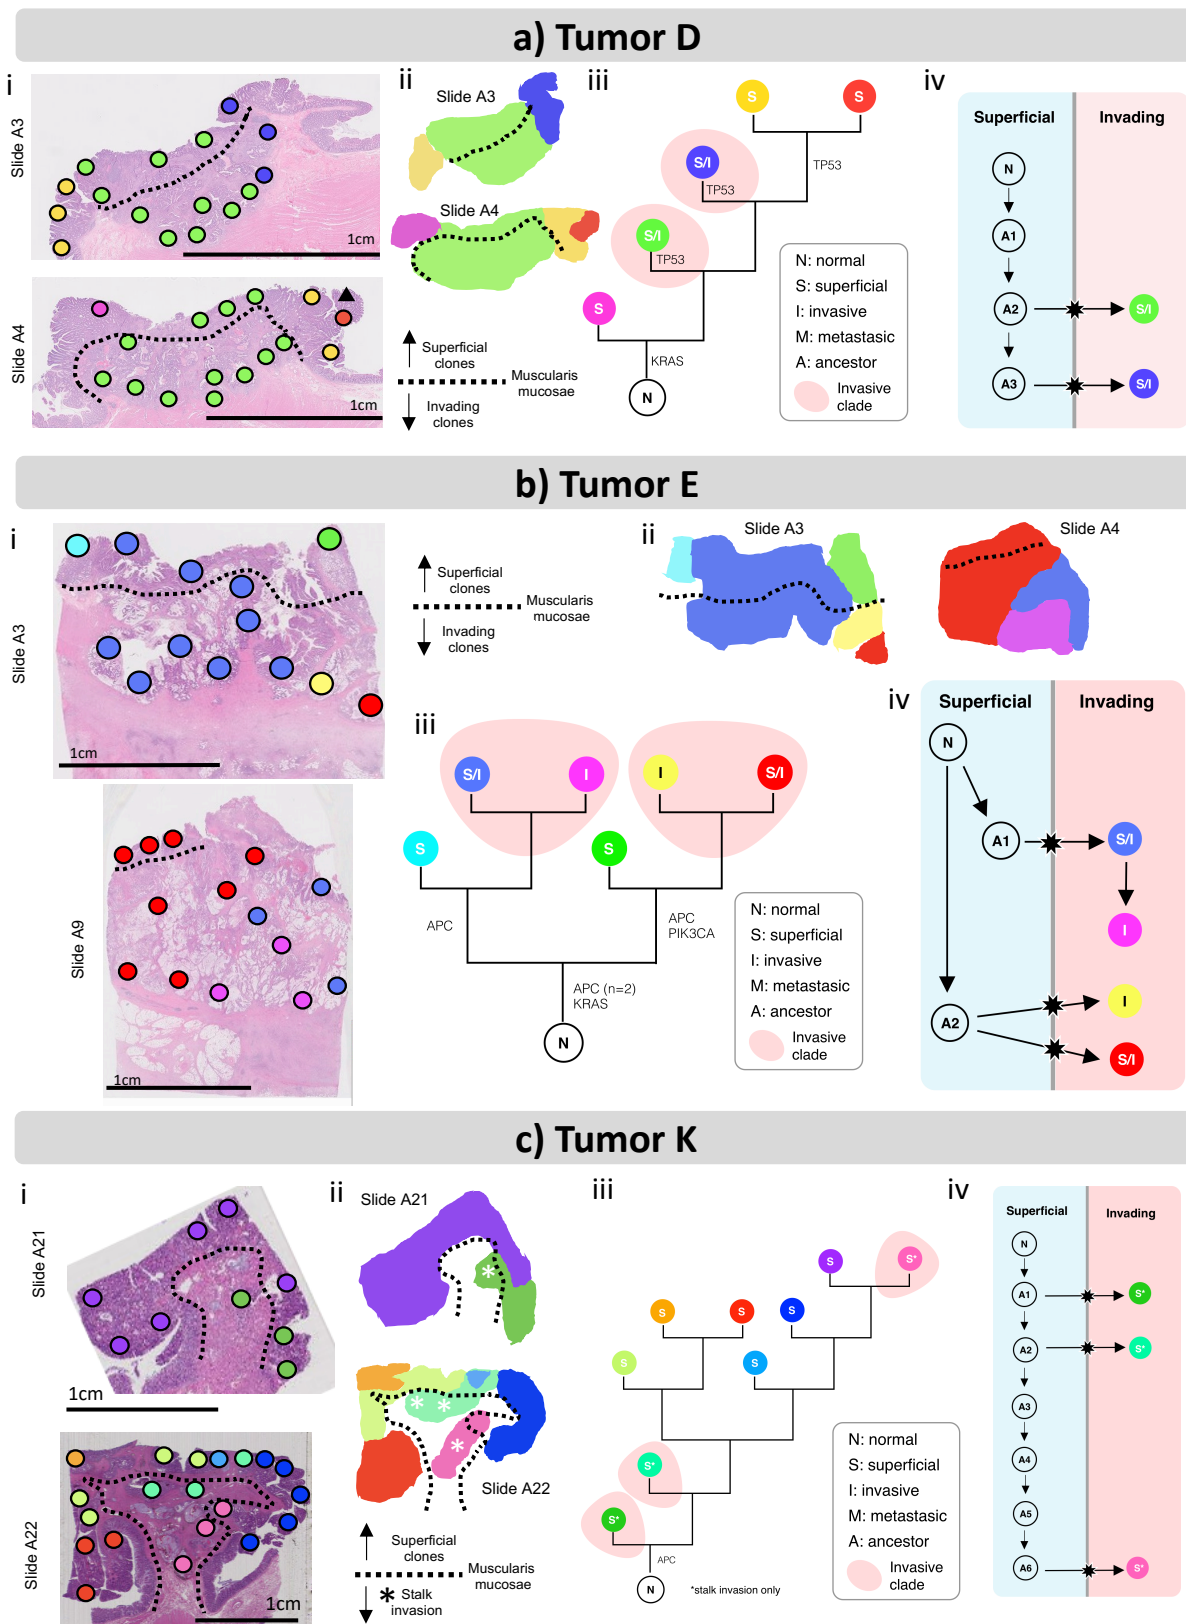 a) Tumor D
i
Slide A3
1cm
Slide A4
1cm
ii
Slide A3
Slide A4
Superficial
clones
Muscularis
mucosae
Invading
clones
iii
S
S
S/I
TP53
TP53
S/I
TP53
S
KRAS
N
N: normal
S: superficial
I: invasive
M: metastasic
A: ancestor
Invasive
clade
iv
Superficial
Invading
N
A1
A2
S/I
A3
S/I
b) Tumor E
i
Slide A3
1cm
Slide A9
1cm
Superficial
clones
Muscularis
mucosae
Invading
clones
ii
Slide A3
Slide A4
iii
S/I
I
I
S/I
S
S
APC
APC
PIK3CA
APC (n=2)
KRAS
N
N: normal
S: superficial
I: invasive
M: metastasic
A: ancestor
Invasive
clade
iv
Superficial
Invading
N
A1
S/I
I
I
A2
S/I
c) Tumor K
i
Slide A21
1cm
Slide A22
1cm
ii
Slide A21
*
* *
*
Slide A22
Superficial
clones
Muscularis
mucosae
* Stalk
invasion
iii
S
S*
S
S
S
S
S
S*
S*
APC
N
*stalk invasion only
N: normal
S: superficial
I: invasive
M: metastasic
A: ancestor
Invasive
clade
iv
Superficial
Invading
N
A1
S*
A2
S*
A3
A4
A5
A6
S*